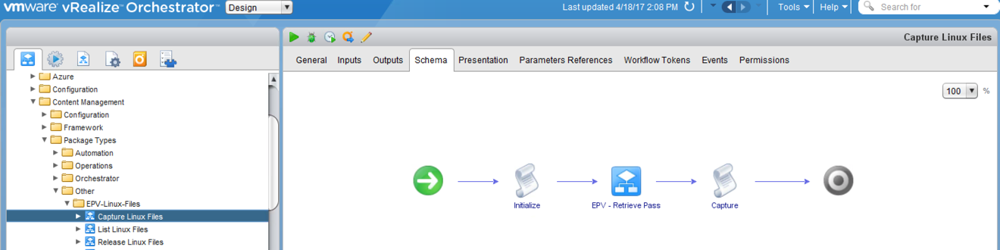 vmware vRealize™ Orchestrator™ Design Last updated 4/18/17 2:08 PM Tools Help Search for
Capture Linux Files
General Inputs Outputs Schema Presentation Parameters References Workflow Tokens Events Permissions
Azure
Configuration
Content Management
Configuration
Framework
Package Types
Automation
Operations
Orchestrator
Other
EPV-Linux-Files
Capture Linux Files
List Linux Files
Release Linux Files
100 %
Initialize EPV - Retrieve Pass Capture